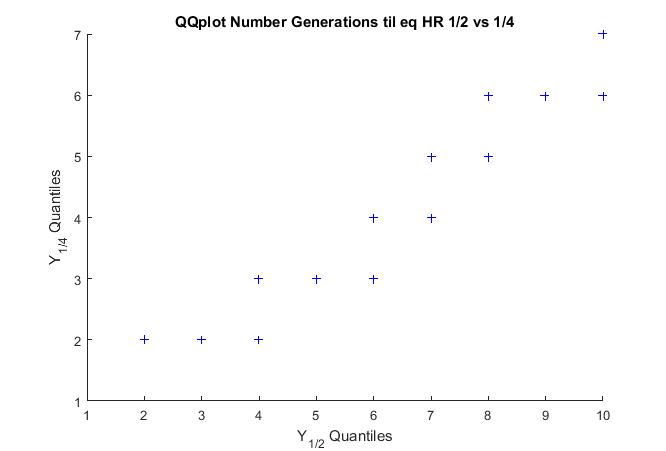 QQplot Number Generations til eq HR 1/2 vs 1/4
7
6
5
4
3
2
1
Y1/4 Quantiles
1 2 3 4 5 6 7 8 9 10
Y1/2 Quantiles